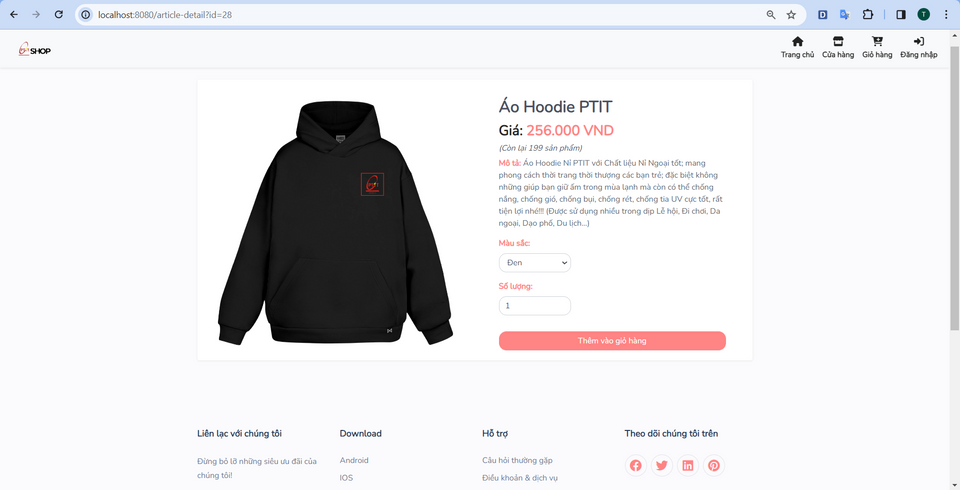 localhost:8080/article-detail?id=28
T
SHOP
Trang chủ
Cửa hàng
Giỏ hàng
Đăng nhập
Áo Hoodie PTIT
Giá: 256.000 VND
(Còn lại 199 sản phẩm)
Mô tả: Áo Hoodie Nỉ PTIT với Chất liệu Nỉ Ngoại tốt; mang
phong cách thời trang thời thượng các bạn trẻ; đặc biệt không
những giúp bạn giữ ấm trong mùa lạnh mà còn có thể chống
nắng, chống gió, chống bụi, chống rét, chống tia UV cực tốt, rất
tiện lợi nhé!!! (Được sử dụng nhiều trong dịp Lễ hội, Đi chơi, Da
ngoại, Dạo phố, Du lịch...)
Màu sắc:
Đen
Số lượng:
1
Thêm vào giỏ hàng
Liên lạc với chúng tôi
Đừng bỏ lỡ những siêu ưu đãi của
chúng tôi!
Download
Android
IOS
Hỗ trợ
Câu hỏi thường gặp
Điều khoản & dịch vụ
Theo dõi chúng tôi trên